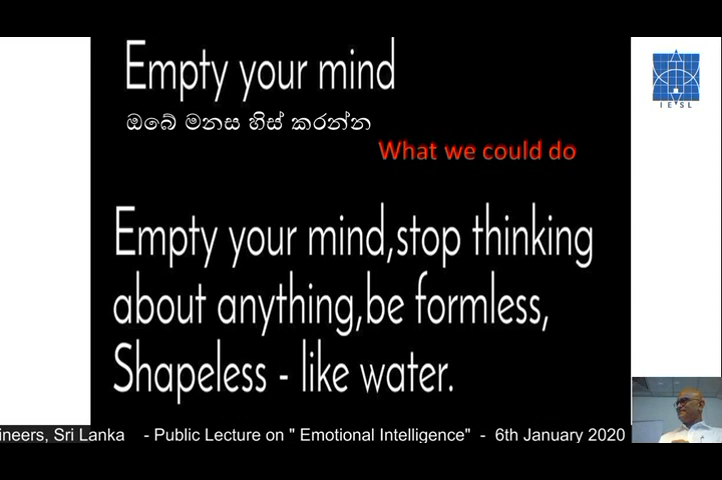 Empty your mind
ඔබේ මනස හිස් කරන්න
What we could do
IESL
Empty your mind,stop thinking
about anything,be formless,
Shapeless - like water.
ineers, Sri Lanka - Public Lecture on " Emotional Intelligence" - 6th January 2020